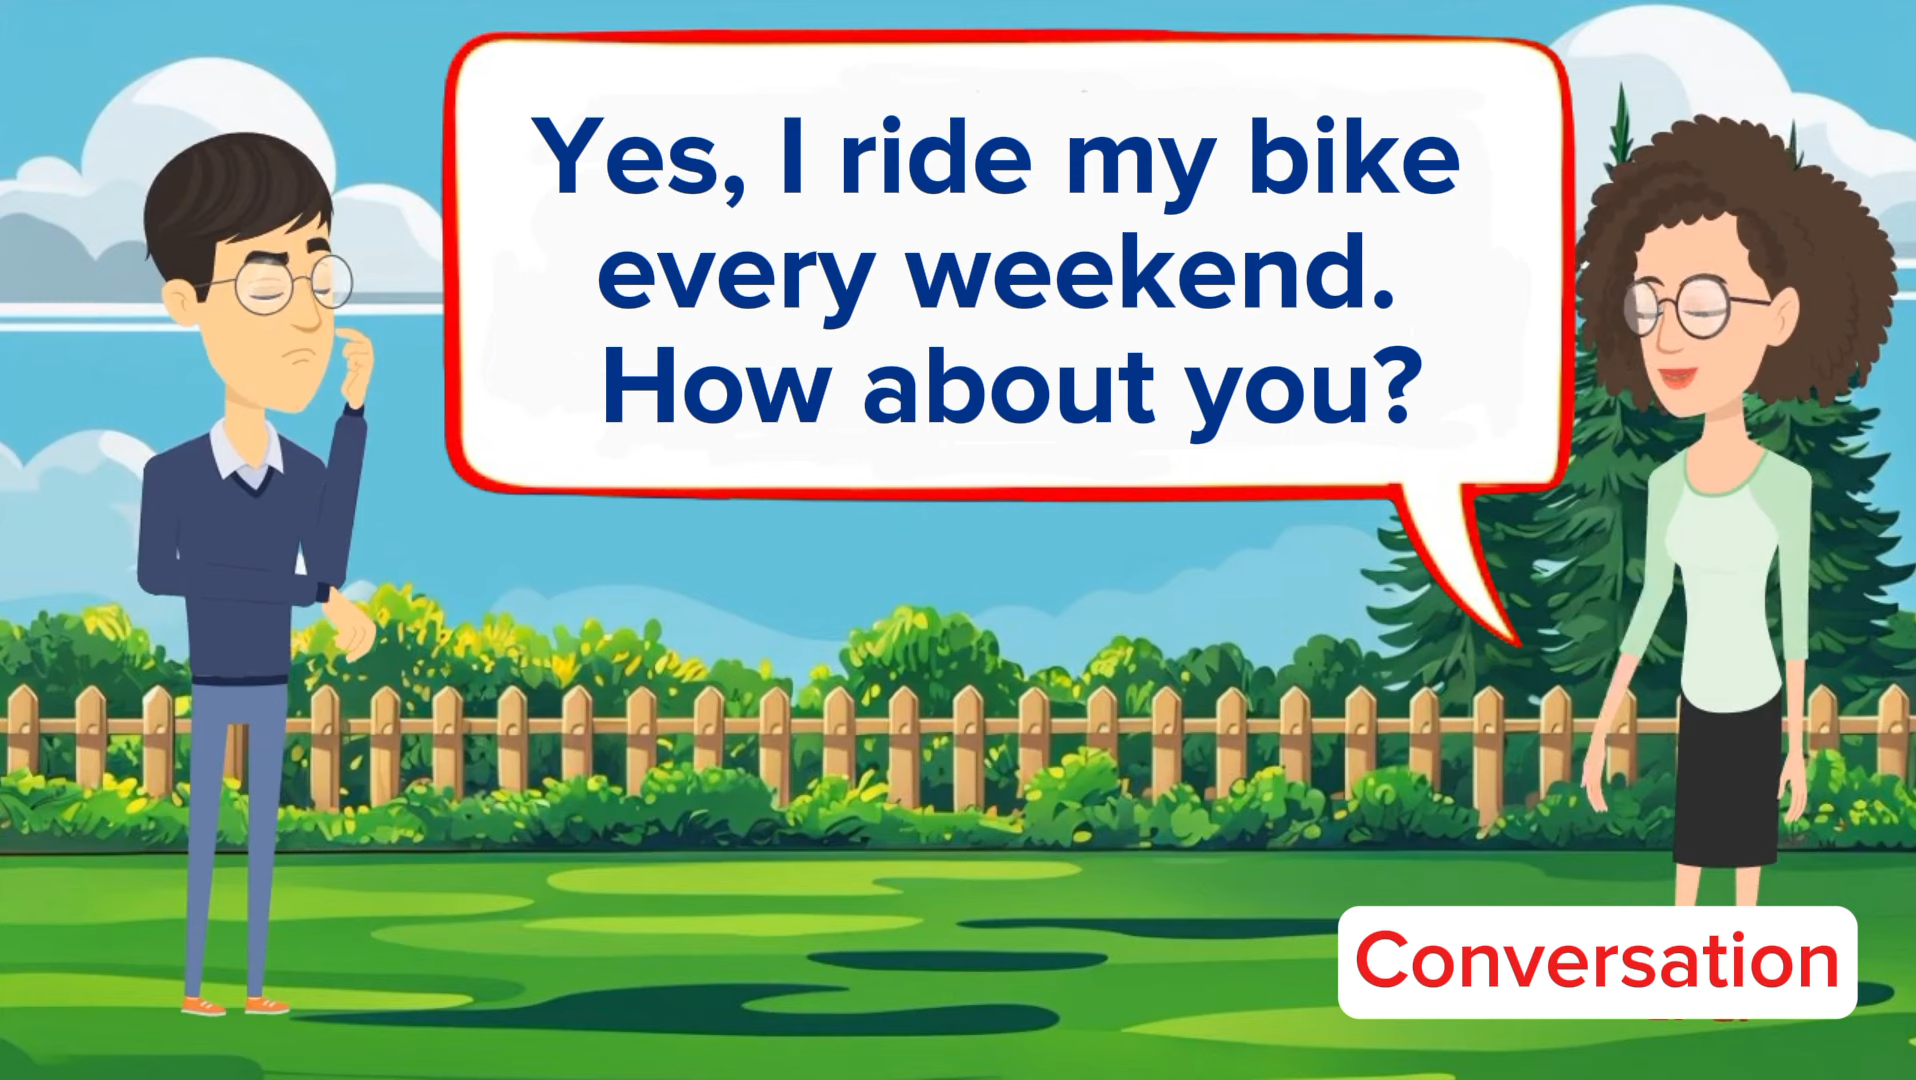 Yes, I ride my bike
every weekend.
How about you?
Conversation